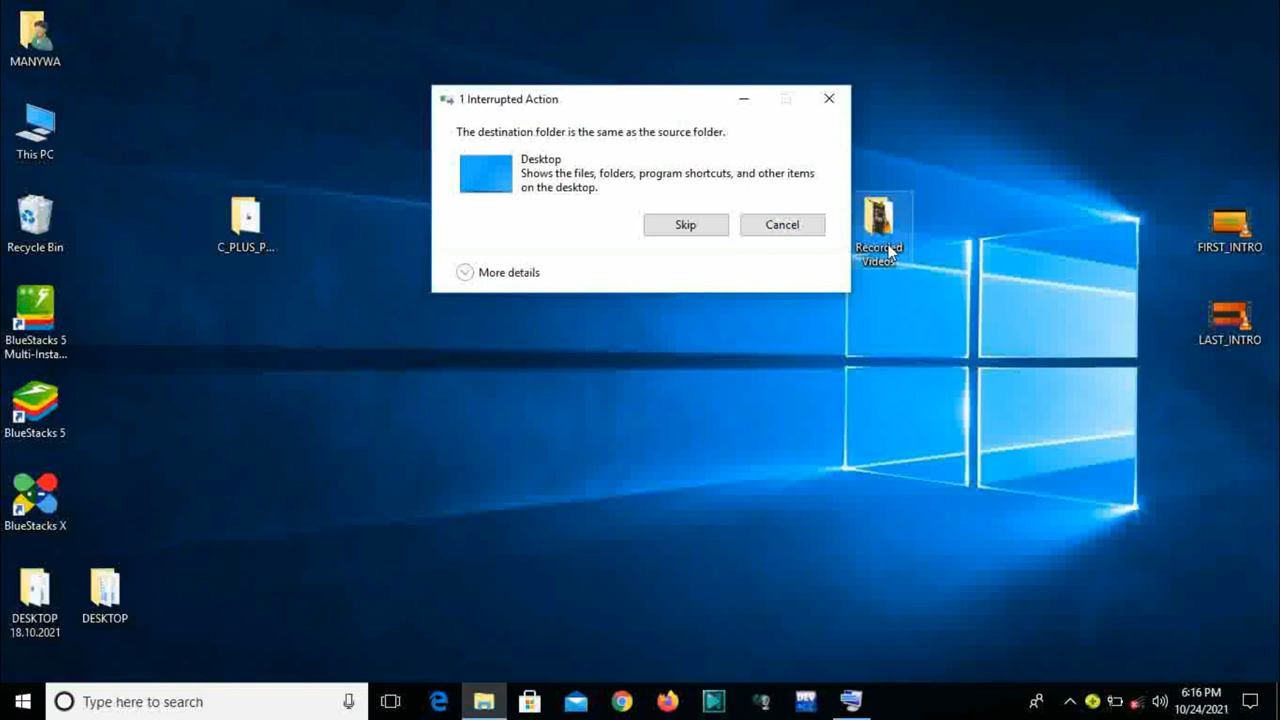 MANYWA
This PC
Recycle Bin
BlueStacks 5
Multi-Insta...
BlueStacks 5
BlueStacks X
DESKTOP
18.10.2021
DESKTOP
C_PLUS_P...
1 Interrupted Action
The destination folder is the same as the source folder.
Desktop
Shows the files, folders, program shortcuts, and other items
on the desktop.
Skip
Cancel
More details
Recorded
Videos
FIRST_INTRO
LAST_INTRO
Type here to search
DEV
6:16 PM
10/24/2021